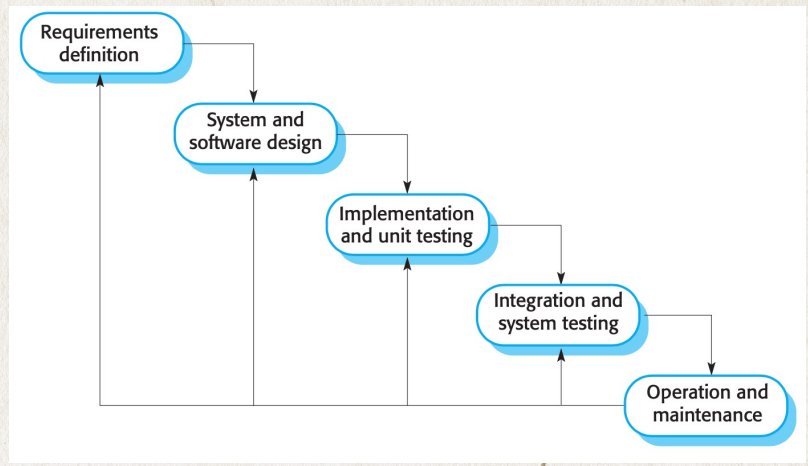 Requirements
definition
System and
software design
Implementation
and unit testing
Integration and
system testing
Operation and
maintenance